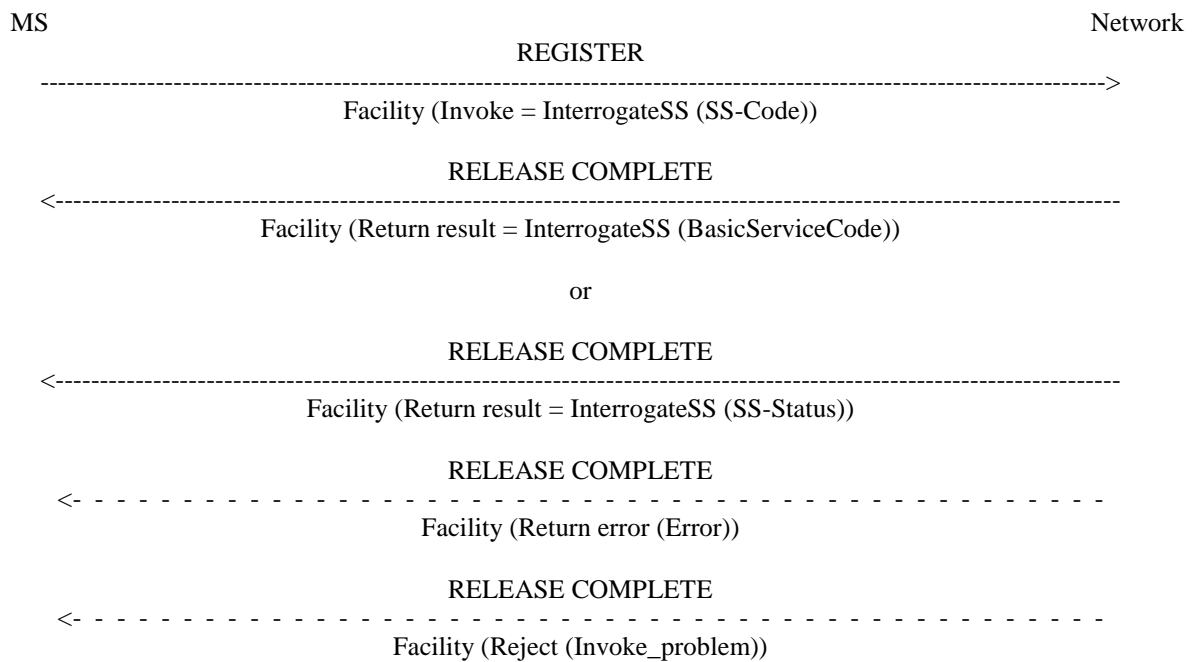 MS Network
REGISTER
------------------------------------------------------------------------------------------------------------------------>
Facility (Invoke = InterrogateSS (SS-Code))
RELEASE COMPLETE
<------------------------------------------------------------------------------------------------------------------------
Facility (Return result = InterrogateSS (BasicServiceCode))
or
RELEASE COMPLETE
<------------------------------------------------------------------------------------------------------------------------
Facility (Return result = InterrogateSS (SS-Status))
RELEASE COMPLETE
<- - - - - - - - - - - - - - - - - - - - - - - - - - - - - - - - - - - - - - - - - - - - - - - - - - - - - - -
Facility (Return error (Error))
RELEASE COMPLETE
<- - - - - - - - - - - - - - - - - - - - - - - - - - - - - - - - - - - - - - - - - - - - - - - - - - - - - - -
Facility (Reject (Invoke_problem))